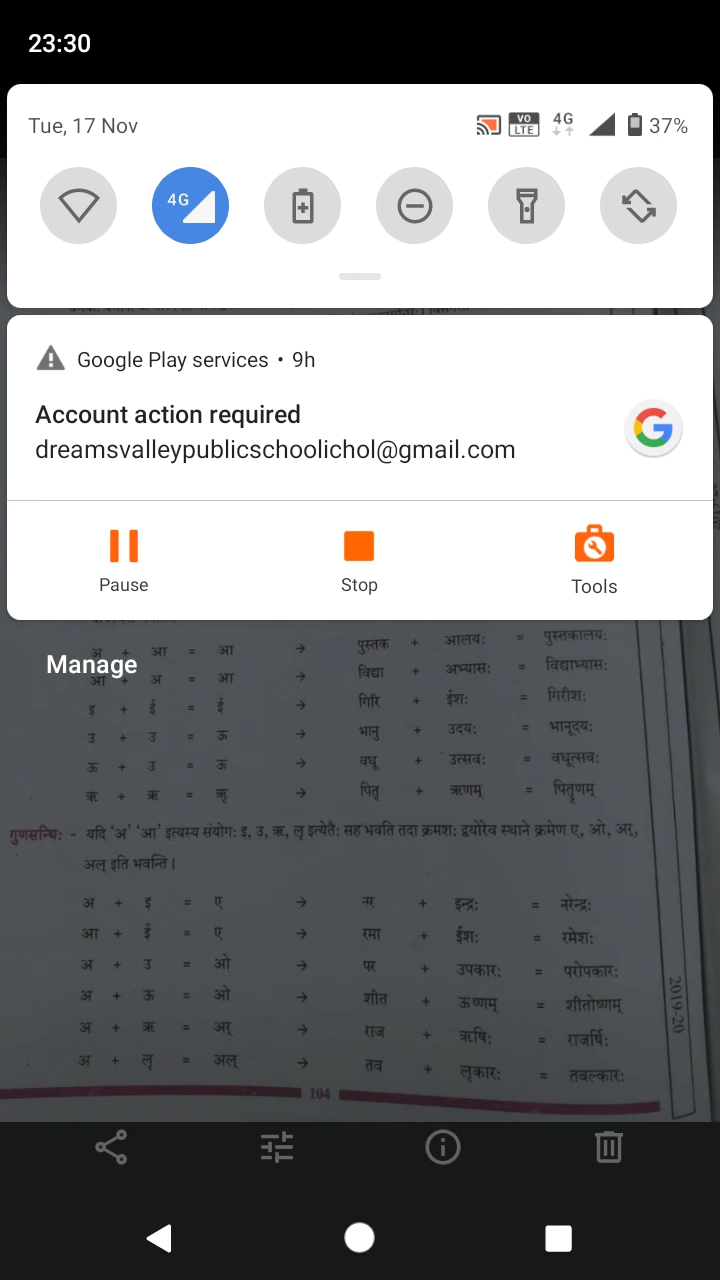 23:30
Tue, 17 Nov VO LTE 4G 37%
4G
Google Play services • 9h
Account action required
dreamsvalleypublicschoolichol@gmail.com
Pause Stop Tools
Manage
अ + आ = आ → पुस्तक + आलयः = पुस्तकालयः
आ + अ = आ → विद्या + अभ्यासः = विद्याभ्यासः
इ + ई = ई → गिरि + ईशः = गिरीशः
उ + उ = ऊ → भानु + उदयः = भानूदयः
ऊ + उ = ऊ → वधू + उत्सवः = वधूत्सवः
ऋ + ऋ = ॠ → पितृ + ऋणम् = पितॄणम्
गुणसन्धिः - यदि 'अ' 'आ' इत्यस्य संयोगः इ, उ, ऋ, लृ इत्येतैः सह भवति तदा क्रमशः द्वयोरेव स्थाने क्रमेण ए, ओ, अर्,
अल् इति भवन्ति।
अ + इ = ए → नर + इन्द्रः = नरेन्द्रः
आ + ई = ए → रमा + ईशः = रमेशः
अ + उ = ओ → पर + उपकारः = परोपकारः
अ + ऊ = ओ → शीत + ऊष्णम् = शीतोष्णम्
अ + ऋ = अर् → राज + ऋषिः = राजर्षिः
अ + लृ = अल् → तव + लृकारः = तवल्कारः
104
2019-20